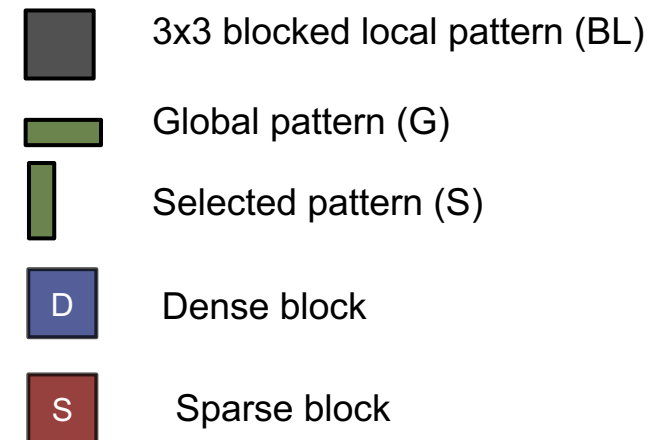 3x3 blocked local pattern (BL)
Global pattern (G)
Selected pattern (S)
D Dense block
S Sparse block